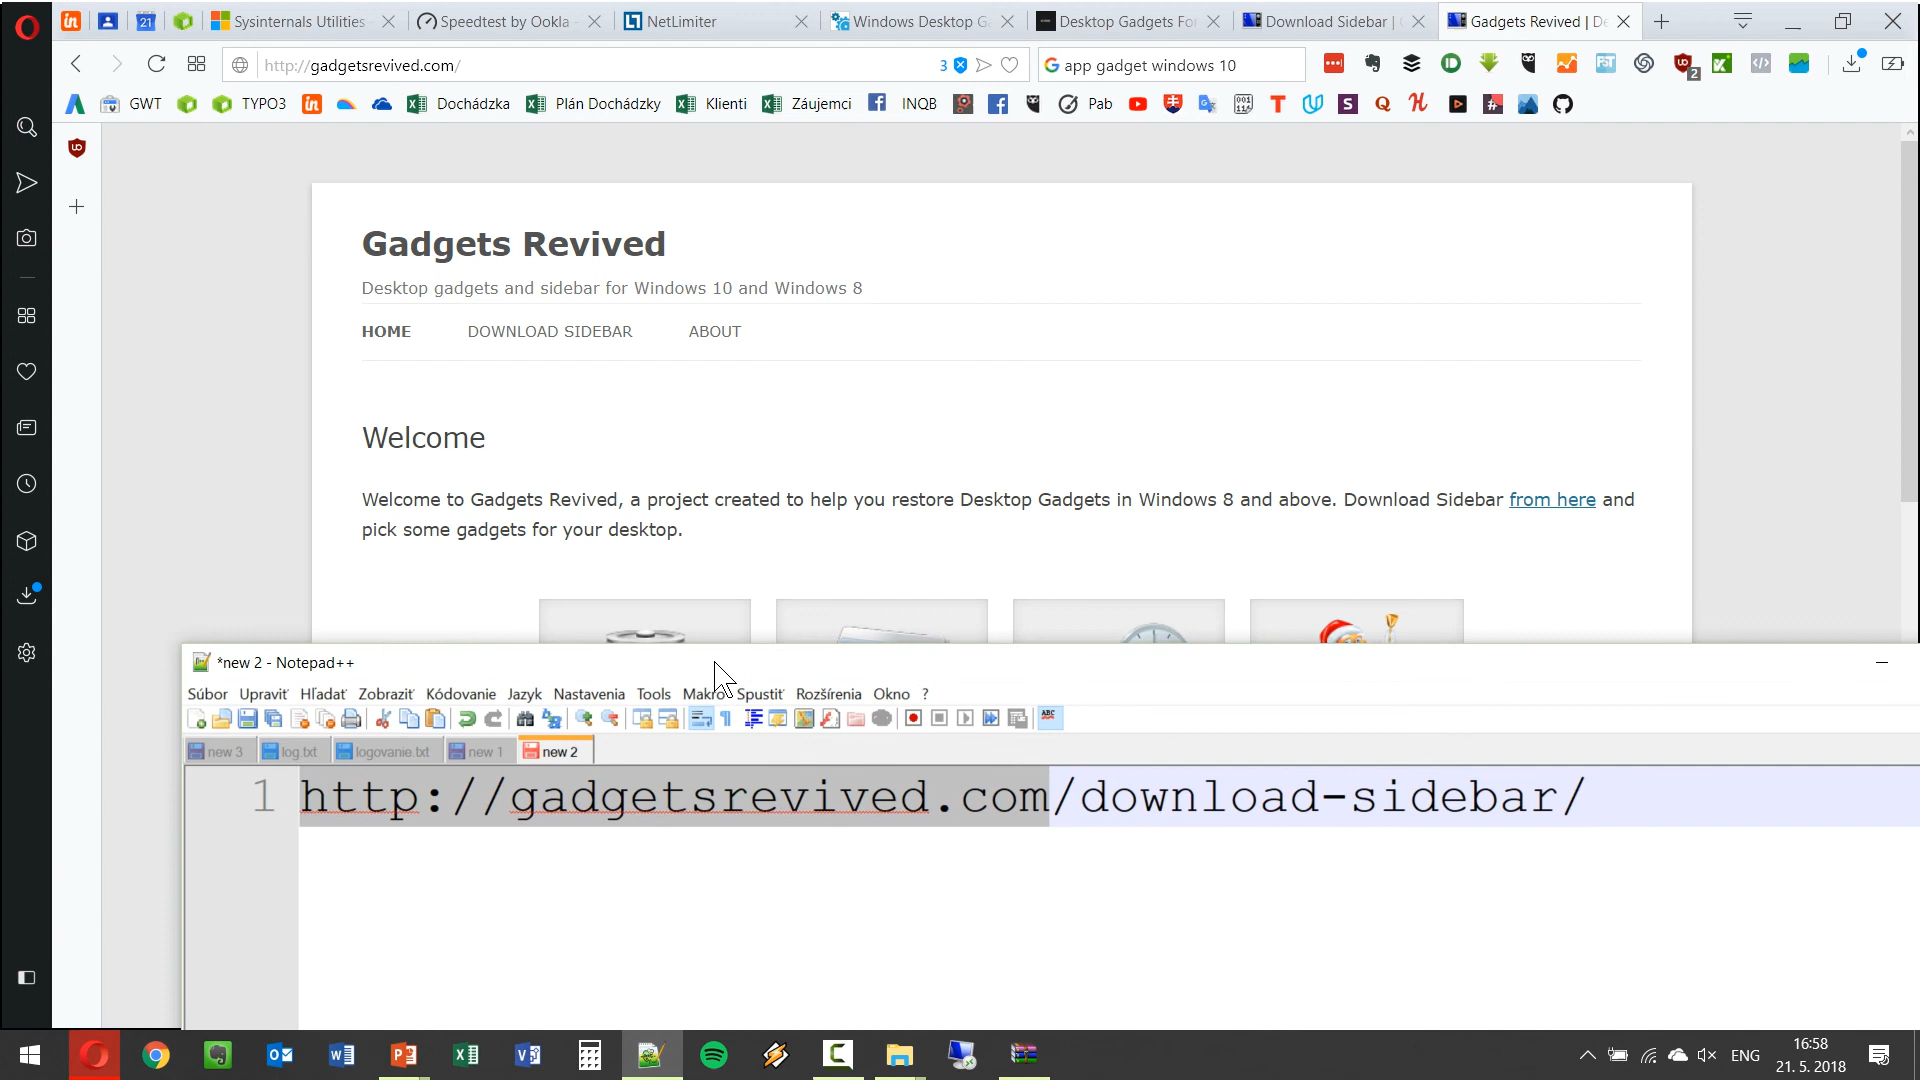 Sysinternals Utilities
Speedtest by Ookla
NetLimiter
Windows Desktop Ga
Desktop Gadgets For
Download Sidebar |
Gadgets Revived | De
21
http://gadgetsrevived.com/
3
app gadget windows 10
2
GWT
TYPO3
Dochádzka
Plán Dochádzky
Klienti
Záujemci
INQB
Pab
Gadgets Revived
Desktop gadgets and sidebar for Windows 10 and Windows 8
HOME
DOWNLOAD SIDEBAR
ABOUT
Welcome
Welcome to Gadgets Revived, a project created to help you restore Desktop Gadgets in Windows 8 and above. Download Sidebar from here and
pick some gadgets for your desktop.
*new 2 - Notepad++
Súbor Upraviť Hľadať Zobraziť Kódovanie Jazyk Nastavenia Tools Makro Spustiť Rozšírenia Okno ?
new 3
log.txt
logovanie.txt
new 1
new 2
1
http://gadgetsrevived.com/download-sidebar/
ENG
16:58
21. 5. 2018